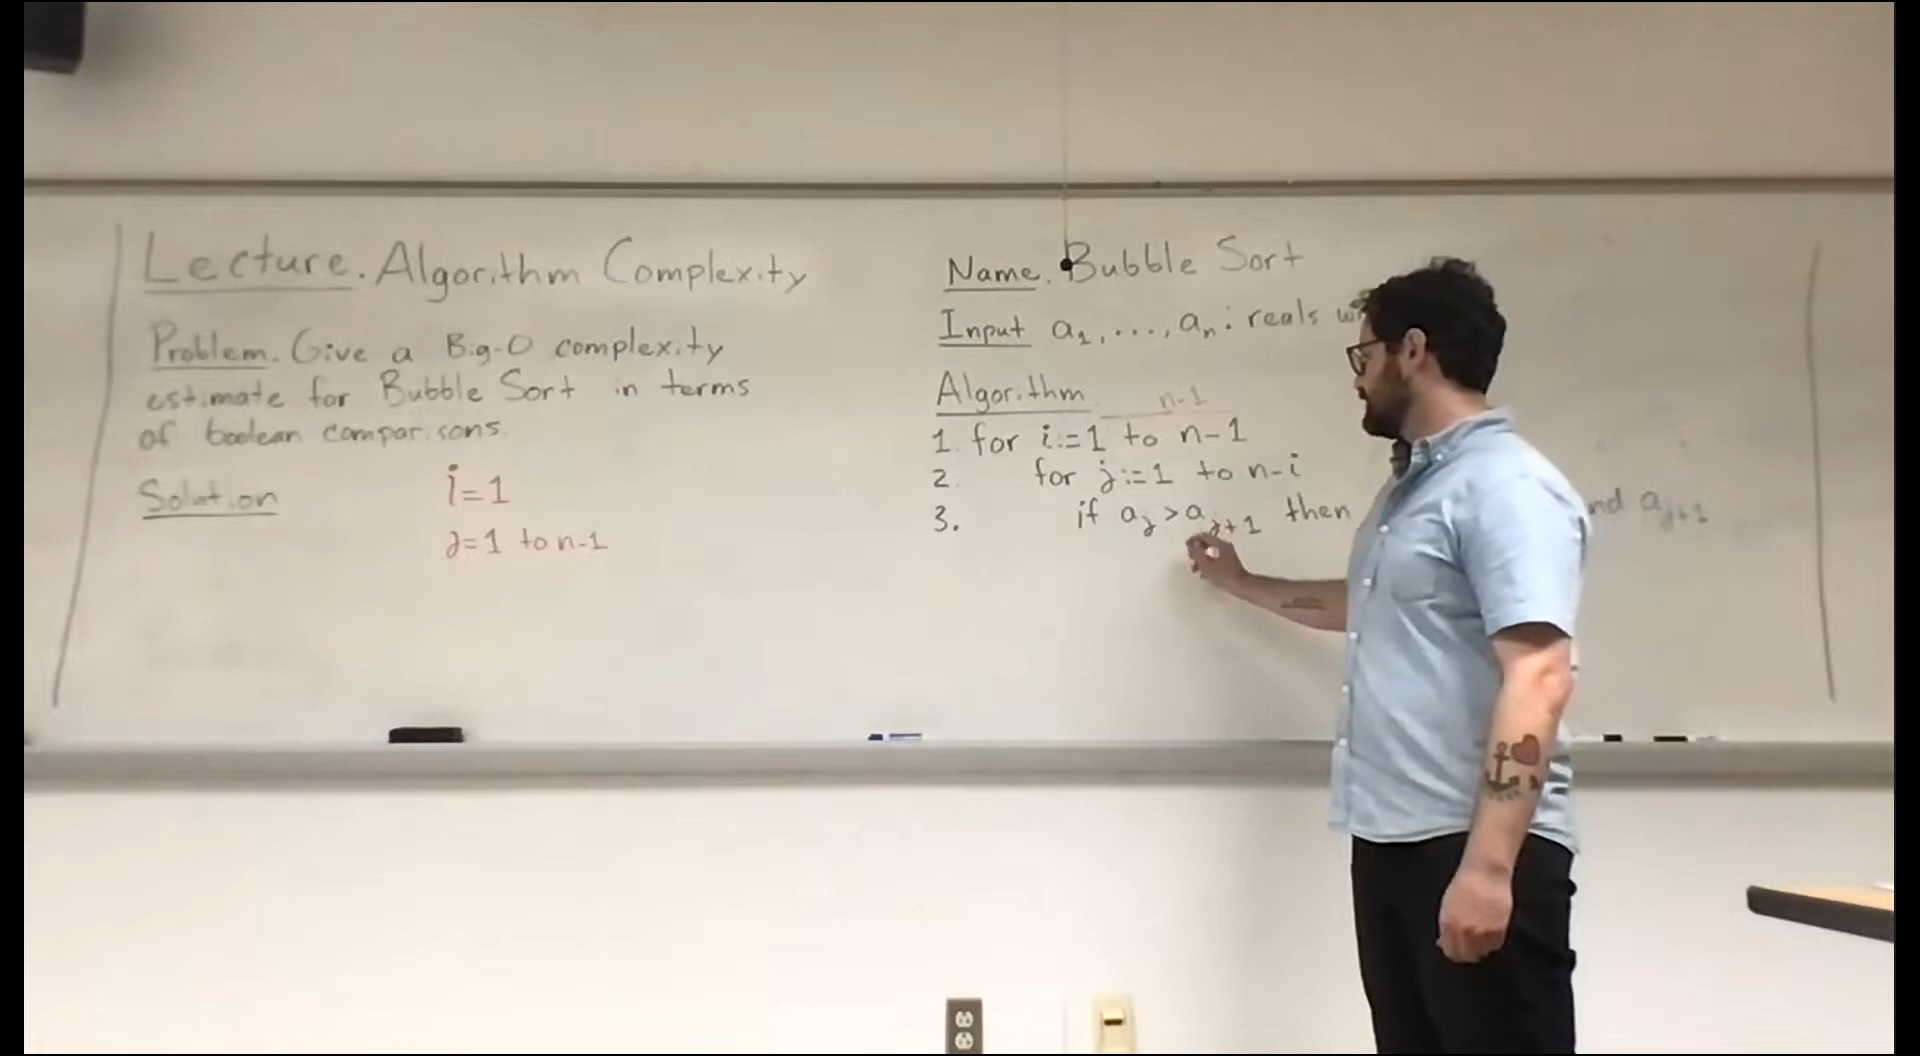 Lecture. Algorithm Complexity
Problem. Give a Big-O complexity
estimate for Bubble Sort in terms
of boolean comparisons.
Solution
i=1
j=1 to n-1
Name. Bubble Sort
Input a₁, ..., aₙ: reals
Algorithm
n-1
1. for i:=1 to n-1
2. for j:=1 to n-i
3. if aⱼ > aⱼ₊₁ then aⱼ₊₁